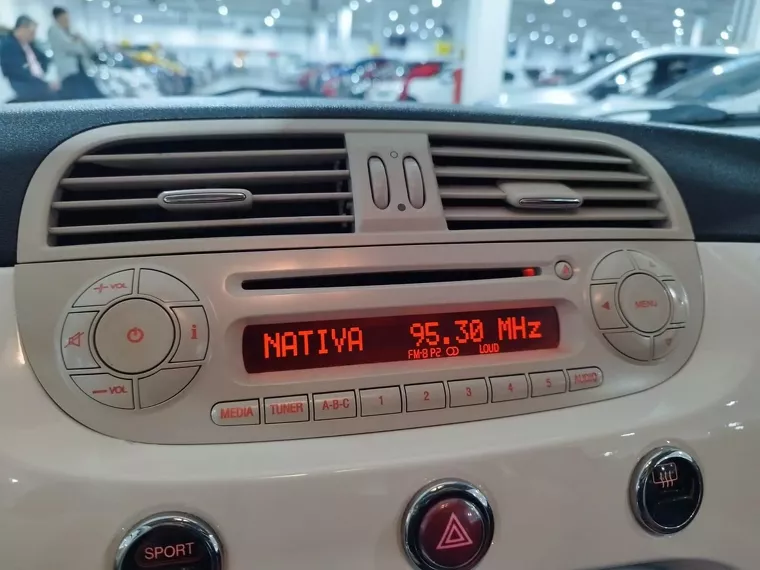 + VOL
MENU
NATIVA 95.30 MHz
FM-B P2 LOUD
- VOL
MEDIA TUNER A-B-C 1 2 3 4 5 AUDIO
SPORT